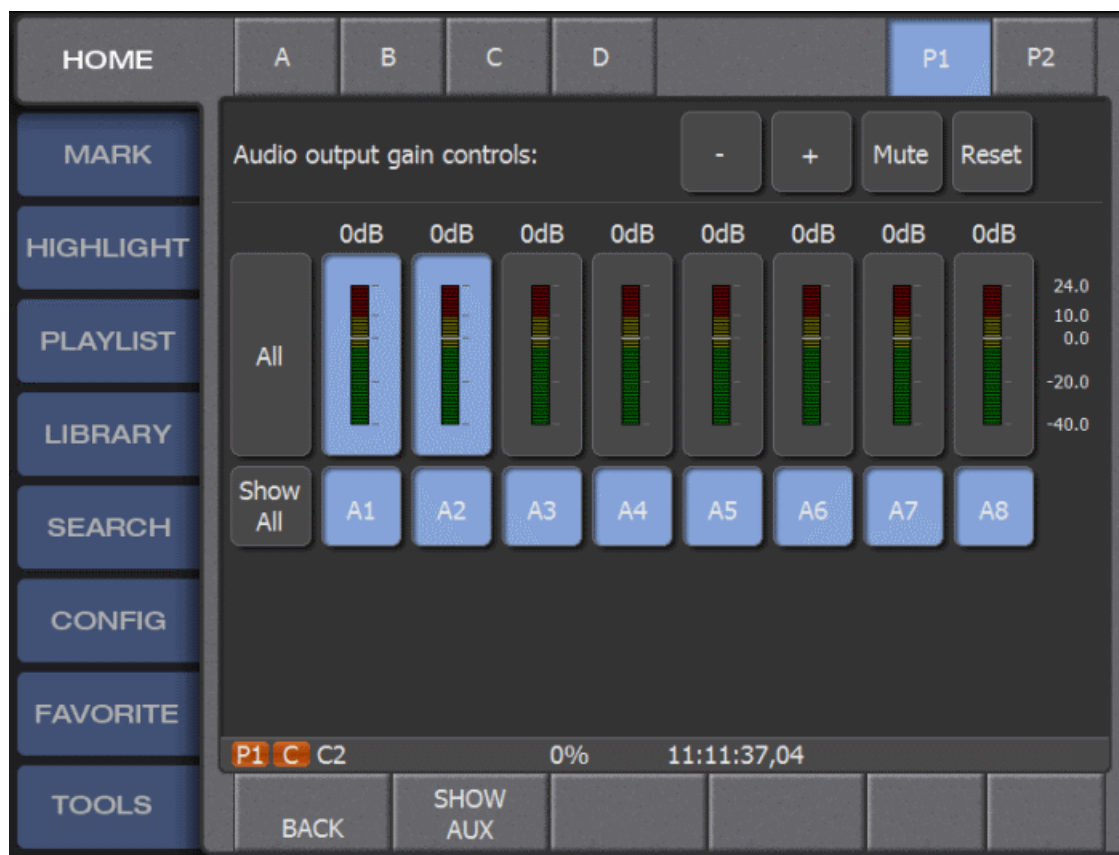 HOME A B C D P1 P2
MARK
HIGHLIGHT
PLAYLIST
LIBRARY
SEARCH
CONFIG
FAVORITE
TOOLS
Audio output gain controls: - + Mute Reset
0dB 0dB 0dB 0dB 0dB 0dB 0dB 0dB
All
24.0
10.0
0.0
-20.0
-40.0
Show
All
A1 A2 A3 A4 A5 A6 A7 A8
P1 C C2 0% 11:11:37,04
BACK
SHOW
AUX